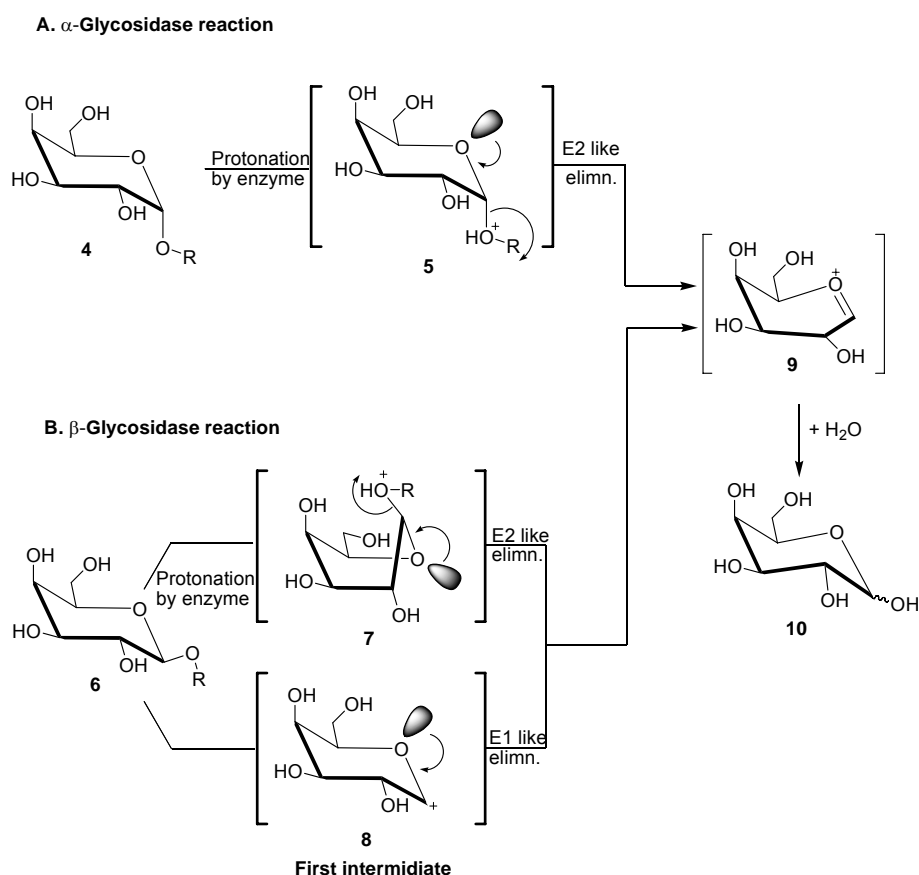 A. α-Glycosidase reaction
OH
OH
O
HO
OH
O
R
4
Protonation
by enzyme
OH
OH
O
HO
OH
HO
+
R
5
E2 like
elimn.
OH
HO
O
+
HO
OH
9
+ H2O
B. β-Glycosidase reaction
OH
OH
O
HO
OH
O
R
6
Protonation
by enzyme
+
HO-R
OH
HO
O
HO
OH
7
E2 like
elimn.
OH
OH
O
HO
OH
+
8
First intermidiate
E1 like
elimn.
OH
OH
O
HO
OH
OH
10